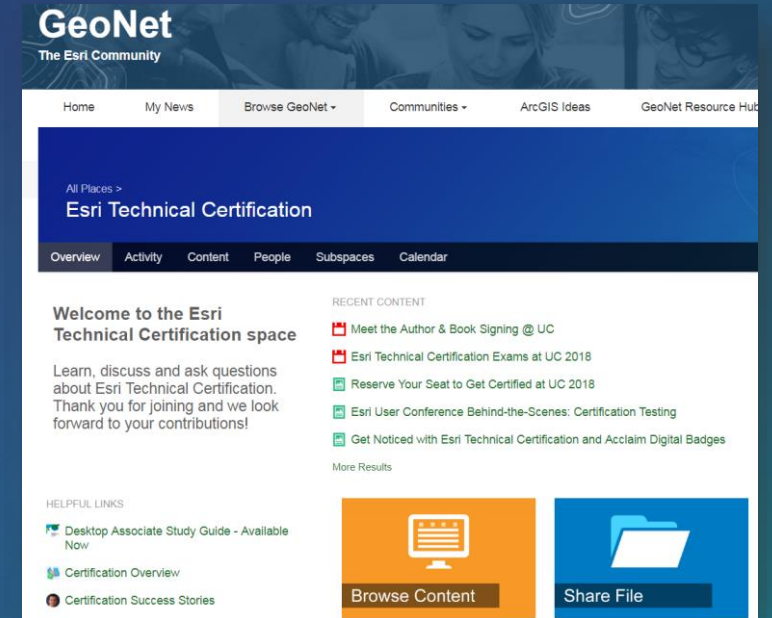 GeoNet
The Esri Community
Home My News Browse GeoNet Communities ArcGIS Ideas GeoNet Resource Hub
All Places >
Esri Technical Certification
Overview Activity Content People Subspaces Calendar
Welcome to the Esri
Technical Certification space
Learn, discuss and ask questions
about Esri Technical Certification.
Thank you for joining and we look
forward to your contributions!
RECENT CONTENT
Meet the Author & Book Signing @ UC
Esri Technical Certification Exams at UC 2018
Reserve Your Seat to Get Certified at UC 2018
Esri User Conference Behind-the-Scenes: Certification Testing
Get Noticed with Esri Technical Certification and Acclaim Digital Badges
More Results
HELPFUL LINKS
Desktop Associate Study Guide - Available
Now
Certification Overview
Certification Success Stories
Browse Content
Share File